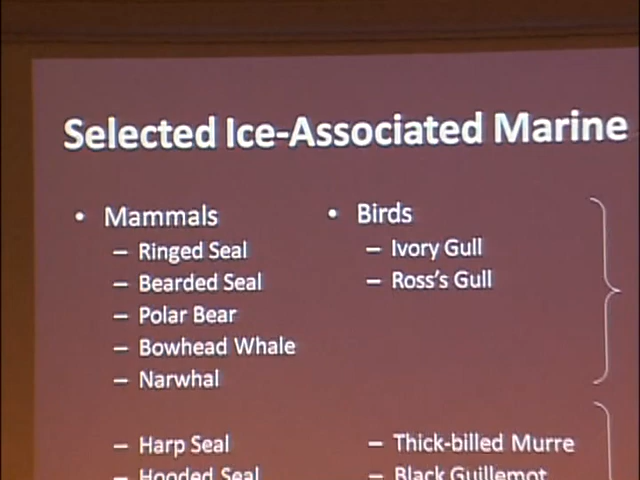 Selected Ice-Associated Marine
• Mammals
– Ringed Seal
– Bearded Seal
– Polar Bear
– Bowhead Whale
– Narwhal
– Harp Seal
– Hooded Seal
• Birds
– Ivory Gull
– Ross's Gull
– Thick-billed Murre
– Black Guillemot